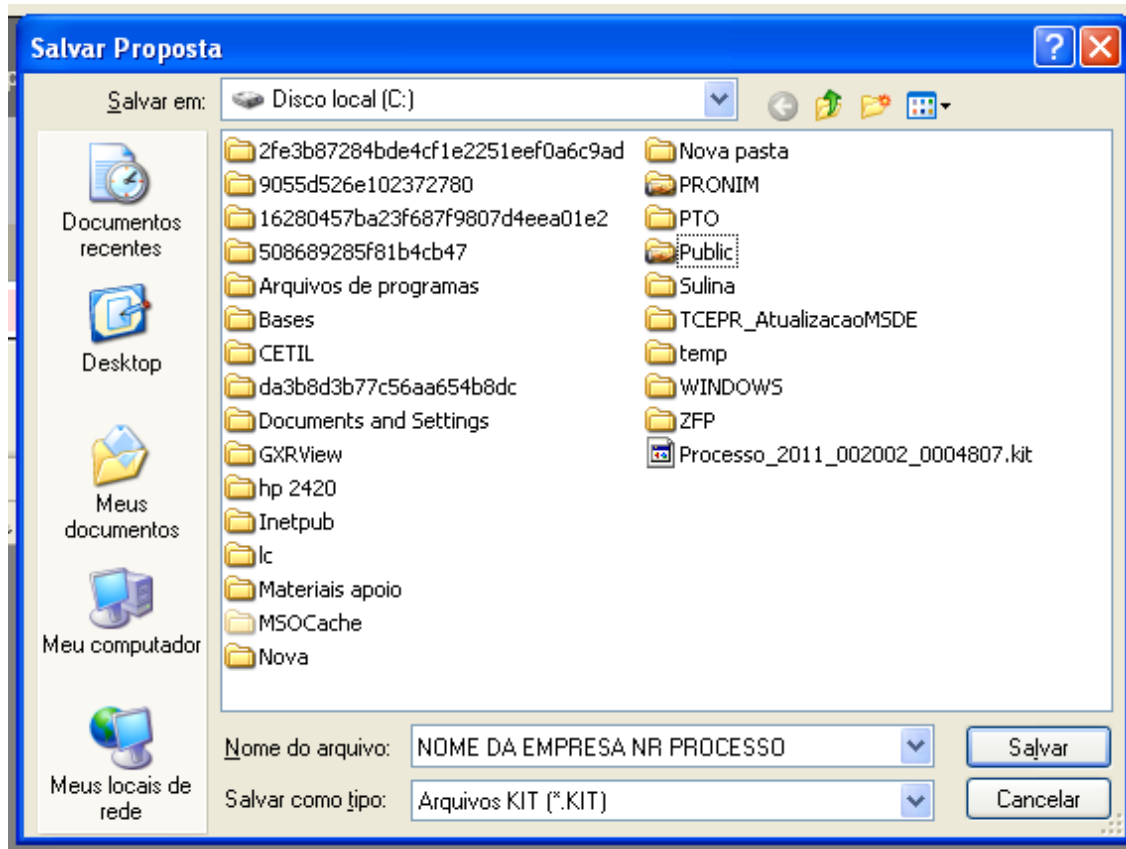 Salvar Proposta
Salvar em:
Disco local (C:)
Documentos
recentes
Desktop
Meus
documentos
Meu computador
Meus locais de
rede
2fe3b87284bde4cf1e2251eef0a6c9ad
9055d526e102372780
16280457ba23f687f9807d4eea01e2
508689285f81b4cb47
Arquivos de programas
Bases
CETIL
da3b8d3b77c56aa654b8dc
Documents and Settings
GXRView
hp 2420
Inetpub
lc
Materiais apoio
MSOCache
Nova
Nova pasta
PRONIM
PTO
Public
Sulina
TCEPR_AtualizacaoMSDE
temp
WINDOWS
ZFP
Processo_2011_002002_0004807.kit
Nome do arquivo:
NOME DA EMPRESA NR PROCESSO
Salvar
Salvar como tipo:
Arquivos KIT (*.KIT)
Cancelar